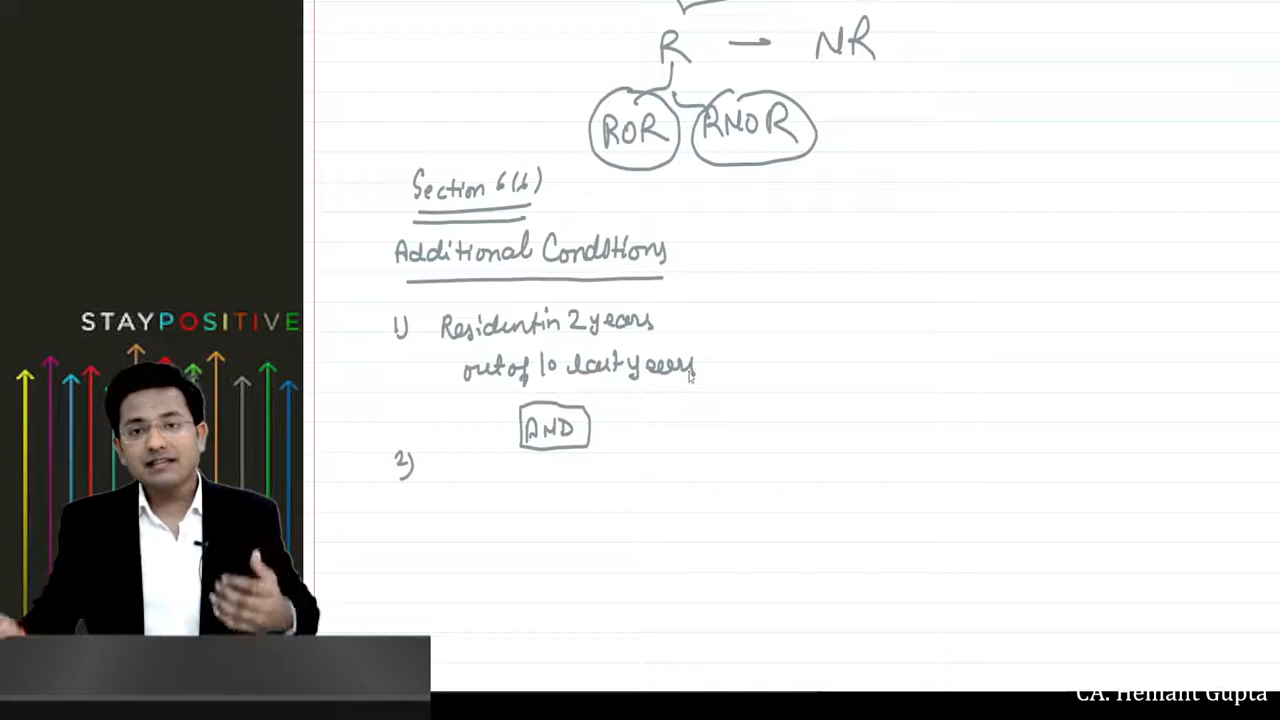 R → NR
ROR RNOR
Section 6(6)
Additional Conditions
STAYPOSITIVE
1) Resident in 2 years
out of 10 last years
AND
2)
CA. Hemant Gupta